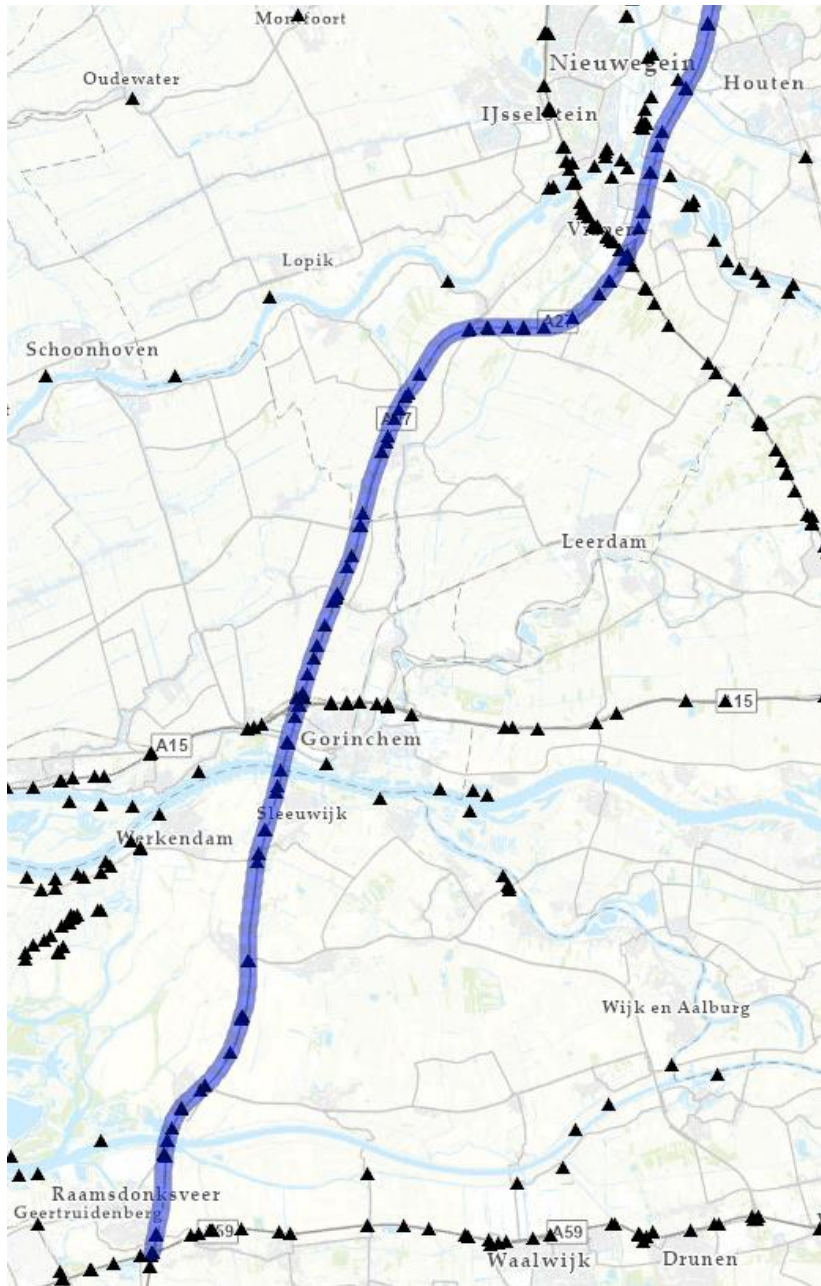 Montfoort
Nieuwegein
Oudewater
Houten
IJsselstein
Lopik
A27
Schoonhoven
Leerdam
A15
Gorinchem
A15
Sleeuwijk
Werkendam
Wijk en Aalburg
Raamsdonksveer
Geertruidenberg
A59
Waalwijk
Drunen